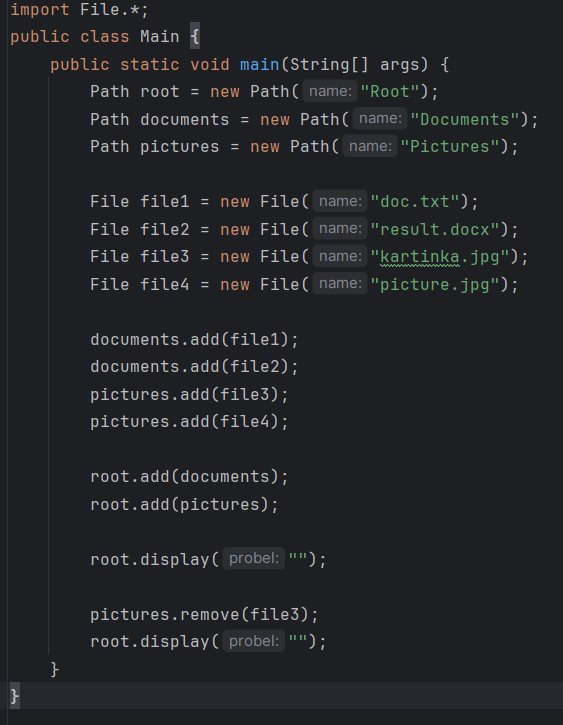 import File.*;
public class Main {
    public static void main(String[] args) {
        Path root = new Path( name: "Root");
        Path documents = new Path( name: "Documents");
        Path pictures = new Path( name: "Pictures");

        File file1 = new File( name: "doc.txt");
        File file2 = new File( name: "result.docx");
        File file3 = new File( name: "kartinka.jpg");
        File file4 = new File( name: "picture.jpg");

        documents.add(file1);
        documents.add(file2);
        pictures.add(file3);
        pictures.add(file4);

        root.add(documents);
        root.add(pictures);

        root.display( probel: "");

        pictures.remove(file3);
        root.display( probel: "");
    }
}